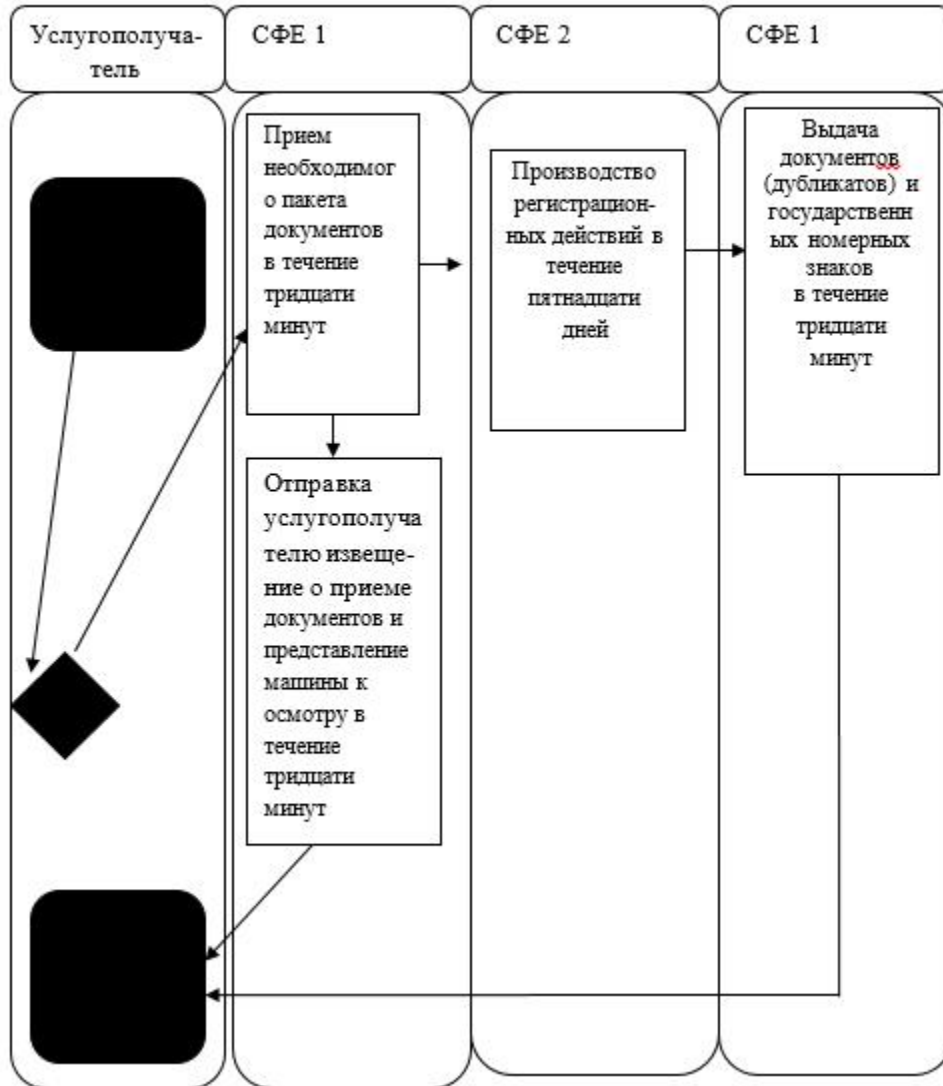 Услугополуча-
тель
СФЕ 1
СФЕ 2
СФЕ 1
Прием
необходимог
о пакета
документов
в течение
тридцати
минут
Отправка
услугополуча
телю извеще-
ние о приеме
документов и
представление
машины к
осмотру в
течение
тридцати
минут
Производство
регистрацион-
ных действий в
течение
пятнадцати
дней
Выдача
документов
(дубликатов) и
государственн
ых номерных
знаков
в течение
тридцати
минут